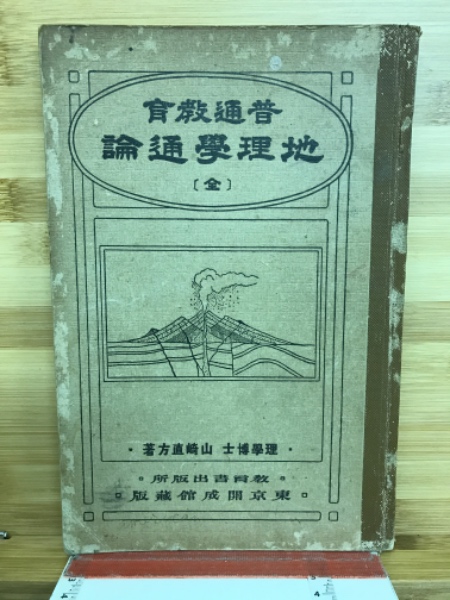 普通教育
地理學通論
〔全〕
・理學博士 山崎直方著・
教育書出版所
東京開成館藏版